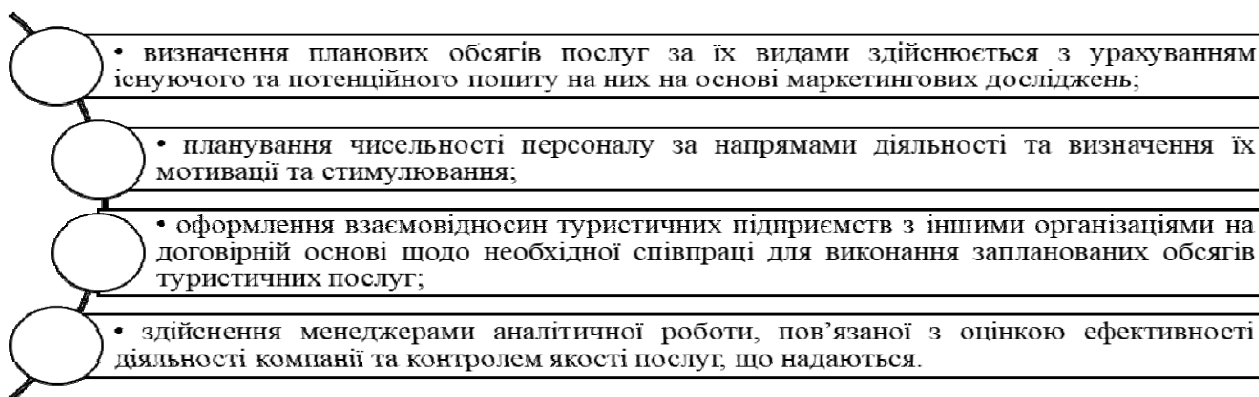 • визначення планових обсягів послуг за їх видами здійснюється з урахуванням
існуючого та потенційного попиту на них на основі маркетингових досліджень;
• планування чисельності персоналу за напрямами діяльності та визначення їх
мотивації та стимулювання;
• оформлення взаємовідносин туристичних підприємств з іншими організаціями на
договірній основі щодо необхідної співпраці для виконання запланованих обсягів
туристичних послуг;
• здійснення менеджерами аналітичної роботи, пов’язаної з оцінкою ефективності
діяльності компанії та контролем якості послуг, що надаються.